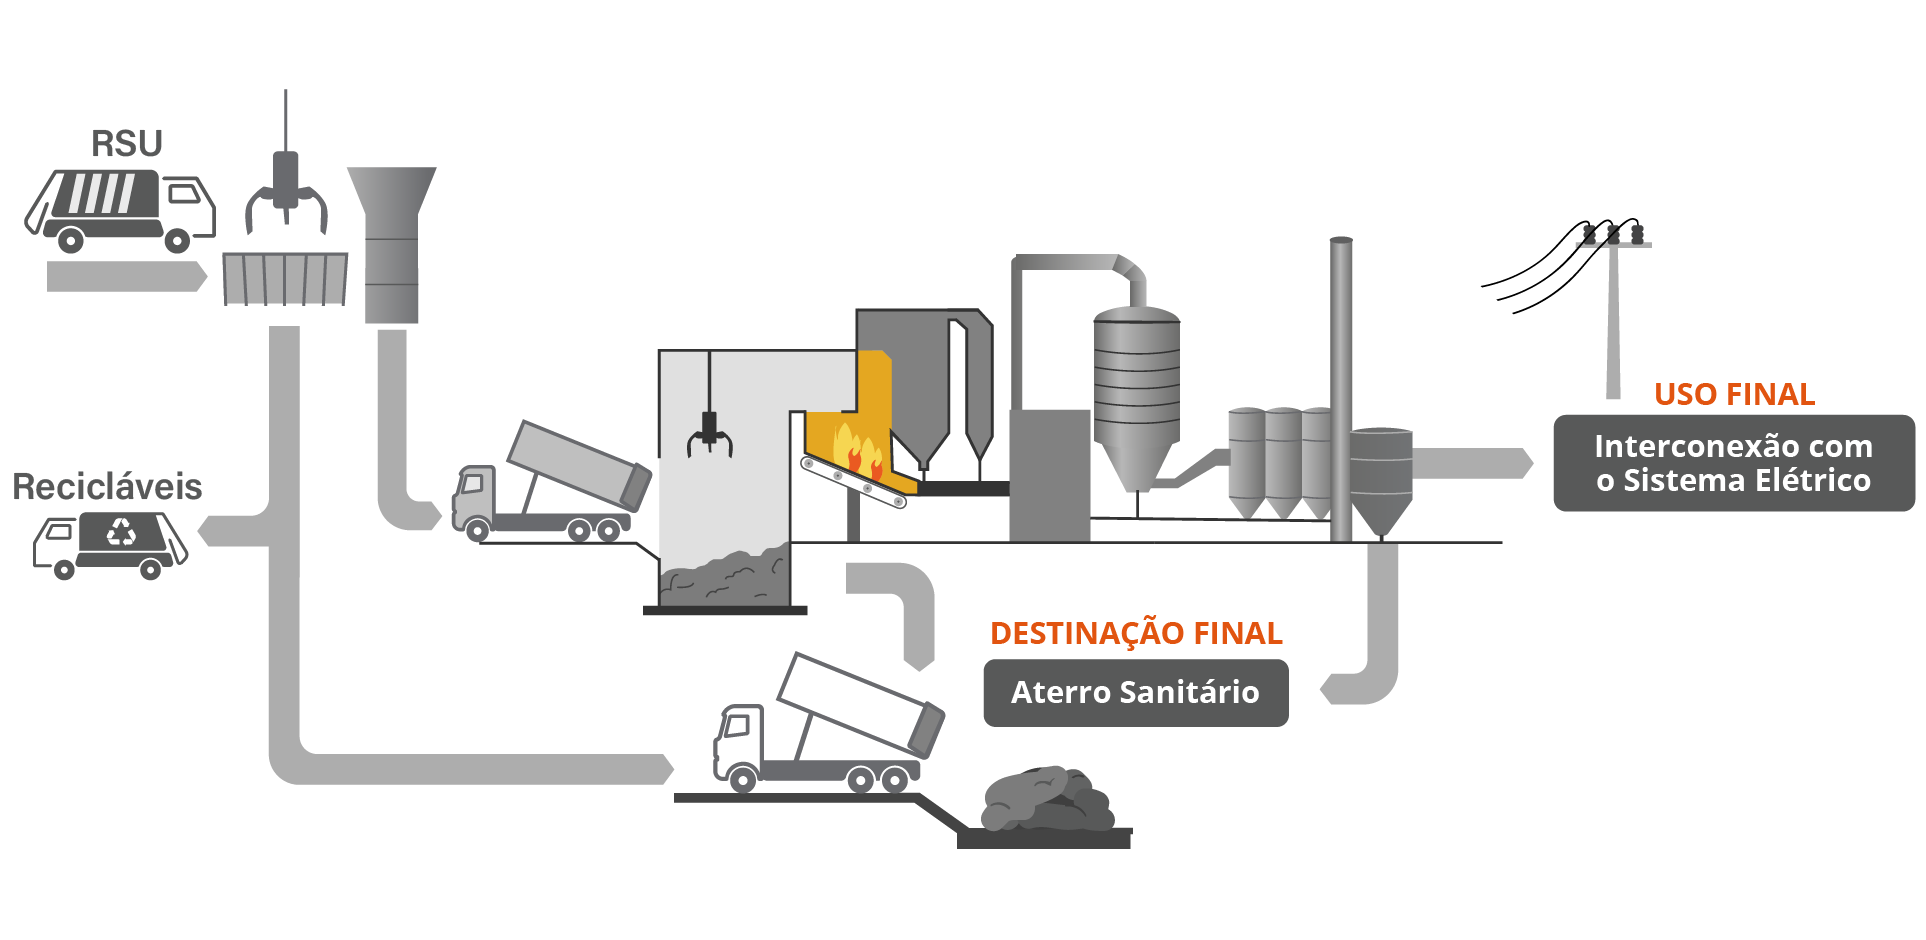 RSU
Recicláveis
USO FINAL
Interconexão com
o Sistema Elétrico
DESTINAÇÃO FINAL
Aterro Sanitário